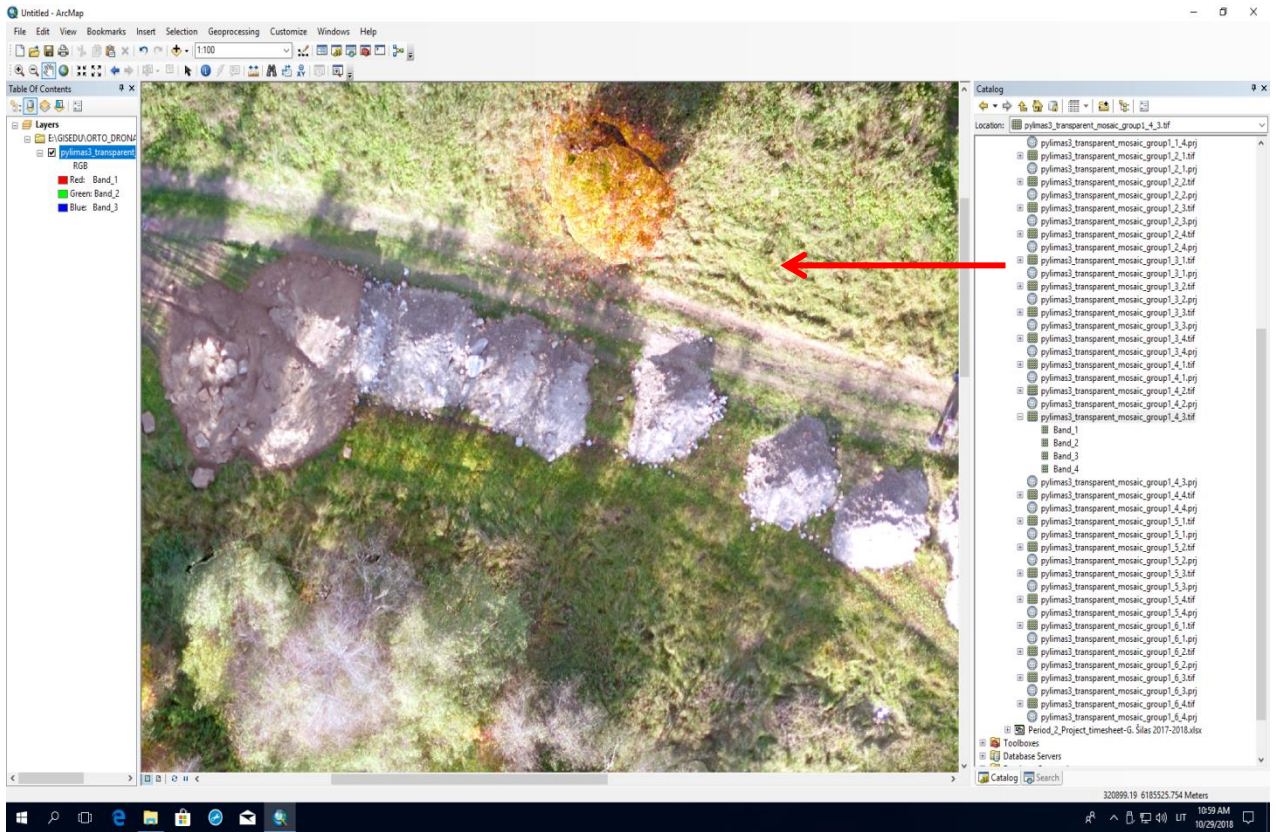 Untitled - ArcMap
File Edit View Bookmarks Insert Selection Geoprocessing Customize Windows Help
1:100
Table Of Contents
Layers
E:\GISEDU\ORTO_DRONA
pylimas3_transparent
RGB
Red: Band_1
Green: Band_2
Blue: Band_3
Catalog
Location: pylimas3_transparent_mosaic_group1_4_3.tif
pylimas3_transparent_mosaic_group1_1_4.prj
pylimas3_transparent_mosaic_group1_2_1.tif
pylimas3_transparent_mosaic_group1_2_1.prj
pylimas3_transparent_mosaic_group1_2_2.tif
pylimas3_transparent_mosaic_group1_2_2.prj
pylimas3_transparent_mosaic_group1_2_3.tif
pylimas3_transparent_mosaic_group1_2_3.prj
pylimas3_transparent_mosaic_group1_2_4.tif
pylimas3_transparent_mosaic_group1_2_4.prj
pylimas3_transparent_mosaic_group1_3_1.tif
pylimas3_transparent_mosaic_group1_3_1.prj
pylimas3_transparent_mosaic_group1_3_2.tif
pylimas3_transparent_mosaic_group1_3_2.prj
pylimas3_transparent_mosaic_group1_3_3.tif
pylimas3_transparent_mosaic_group1_3_3.prj
pylimas3_transparent_mosaic_group1_3_4.tif
pylimas3_transparent_mosaic_group1_3_4.prj
pylimas3_transparent_mosaic_group1_4_1.tif
pylimas3_transparent_mosaic_group1_4_1.prj
pylimas3_transparent_mosaic_group1_4_2.tif
pylimas3_transparent_mosaic_group1_4_2.prj
pylimas3_transparent_mosaic_group1_4_3.tif
Band_1
Band_2
Band_3
Band_4
pylimas3_transparent_mosaic_group1_4_3.prj
pylimas3_transparent_mosaic_group1_4_4.tif
pylimas3_transparent_mosaic_group1_4_4.prj
pylimas3_transparent_mosaic_group1_5_1.tif
pylimas3_transparent_mosaic_group1_5_1.prj
pylimas3_transparent_mosaic_group1_5_2.tif
pylimas3_transparent_mosaic_group1_5_2.prj
pylimas3_transparent_mosaic_group1_5_3.tif
pylimas3_transparent_mosaic_group1_5_3.prj
pylimas3_transparent_mosaic_group1_5_4.tif
pylimas3_transparent_mosaic_group1_5_4.prj
pylimas3_transparent_mosaic_group1_6_1.tif
pylimas3_transparent_mosaic_group1_6_1.prj
pylimas3_transparent_mosaic_group1_6_2.tif
pylimas3_transparent_mosaic_group1_6_2.prj
pylimas3_transparent_mosaic_group1_6_3.tif
pylimas3_transparent_mosaic_group1_6_3.prj
pylimas3_transparent_mosaic_group1_6_4.tif
pylimas3_transparent_mosaic_group1_6_4.prj
Period_2_Project_timesheet-G. Šilas 2017-2018.xlsx
Toolboxes
Database Servers
Catalog Search
320899.19 6185525.754 Meters
LIT
10:59 AM
10/29/2018